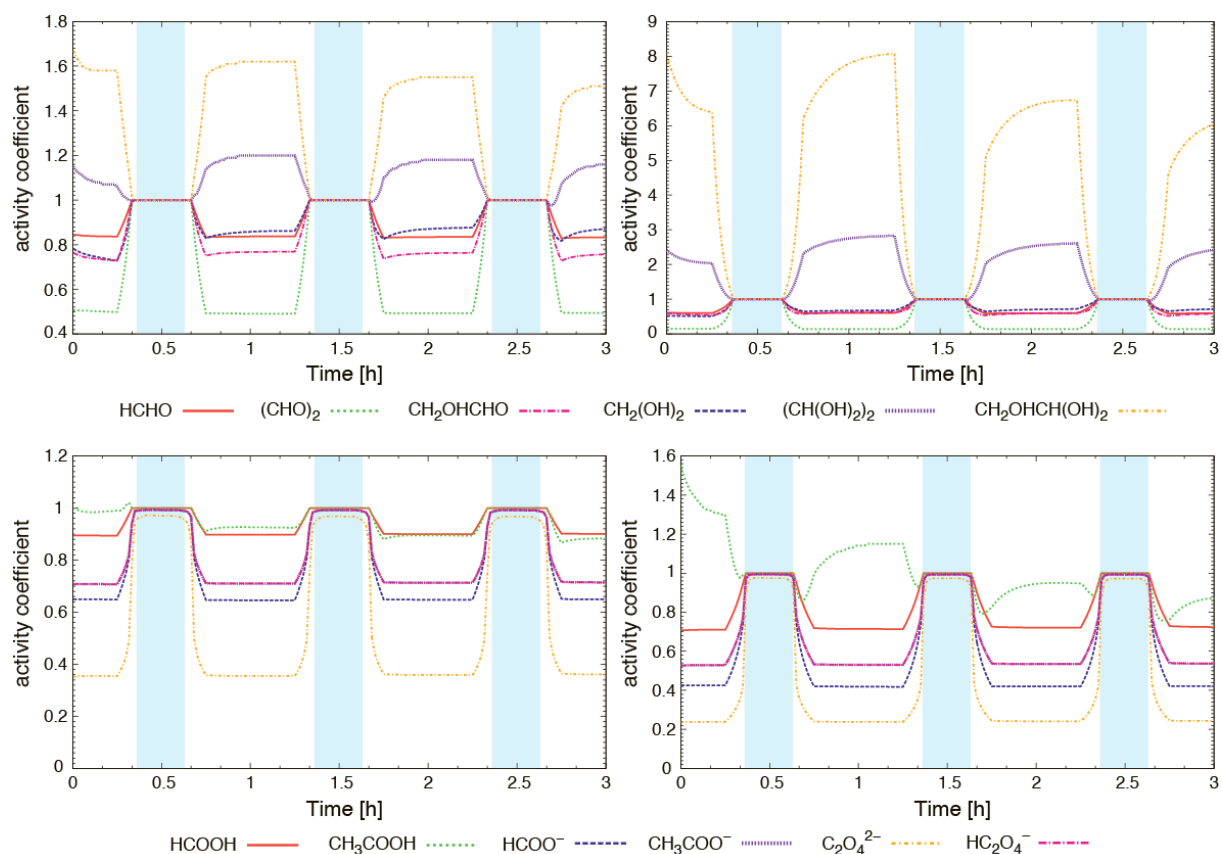 1.8
1.6
1.4
1.2
1
0.8
0.6
0.4
activity coefficient
0 0.5 1 1.5 2 2.5 3
Time [h]
9
8
7
6
5
4
3
2
1
0
activity coefficient
0 0.5 1 1.5 2 2.5 3
Time [h]
HCHO (CHO)₂ CH₂OHCHO CH₂(OH)₂ (CH(OH)₂)₂ CH₂OHCH(OH)₂
1.2
1
0.8
0.6
0.4
0.2
0
activity coefficient
0 0.5 1 1.5 2 2.5 3
Time [h]
1.6
1.4
1.2
1
0.8
0.6
0.4
0.2
0
activity coefficient
0 0.5 1 1.5 2 2.5 3
Time [h]
HCOOH CH₃COOH HCOO⁻ CH₃COO⁻ C₂O₄²⁻ HC₂O₄⁻